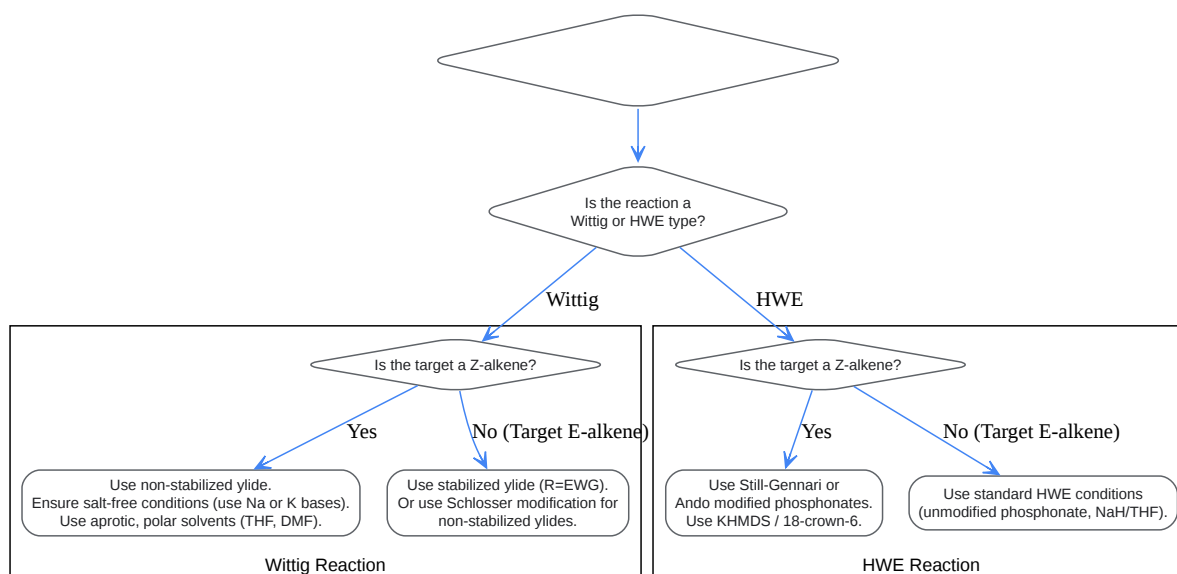 Is the reaction a
Wittig or HWE type?
Wittig
HWE
Is the target a Z-alkene?
Is the target a Z-alkene?
Yes
No (Target E-alkene)
Yes
No (Target E-alkene)
Use non-stabilized ylide.
Ensure salt-free conditions (use Na or K bases).
Use aprotic, polar solvents (THF, DMF).
Use stabilized ylide (R=EWG).
Or use Schlosser modification for
non-stabilized ylides.
Use Still-Gennari or
Ando modified phosphonates.
Use KHMDS / 18-crown-6.
Use standard HWE conditions
(unmodified phosphonate, NaH/THF).
Wittig Reaction
HWE Reaction